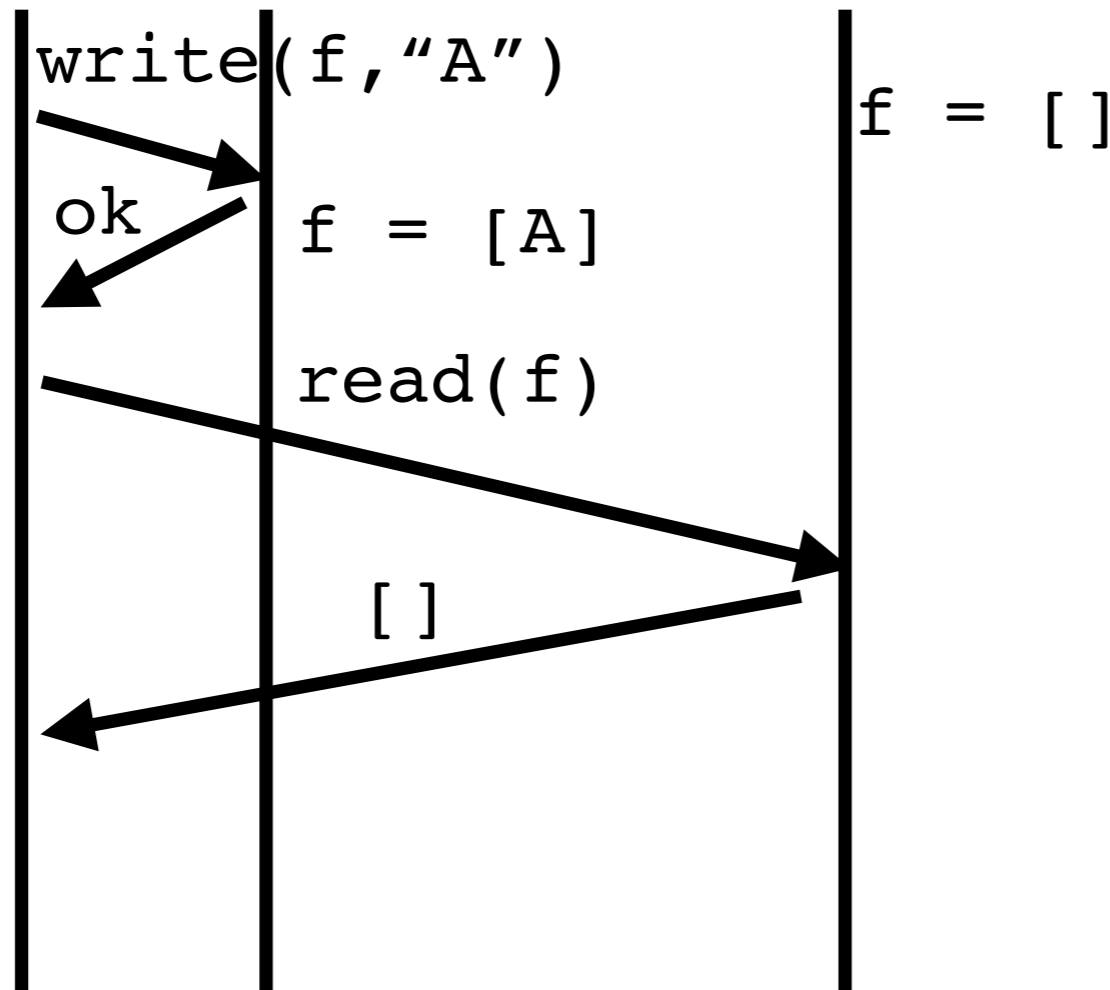 write(f,“A”)
f = []
ok
f = [A]
read(f)
[]